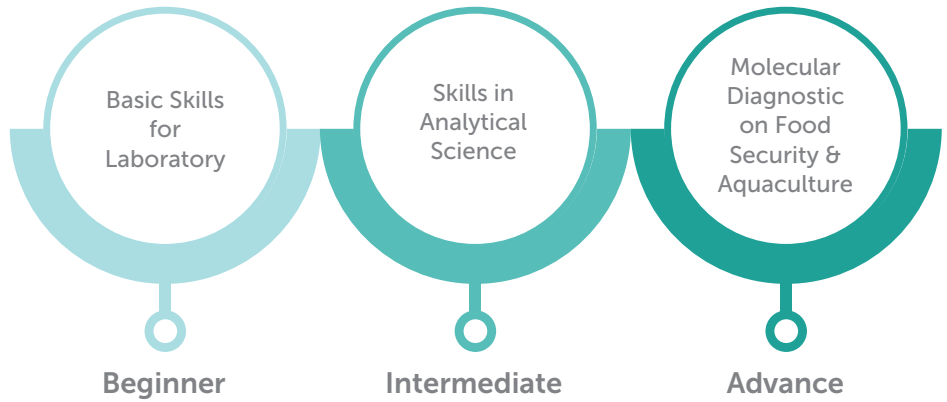 Basic Skills
for
Laboratory
Skills in
Analytical
Science
Molecular
Diagnostic
on Food
Security &
Aquaculture
Beginner
Intermediate
Advance